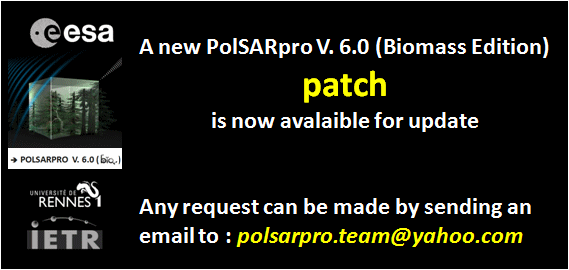 esa
A new PolSARpro V. 6.0 (Biomass Edition)
patch
is now avalaible for update
➔ POLSARPRO V. 6.0 (bio.)
UNIVERSITÉ DE
RENNES 1
IETR
Any request can be made by sending an
email to : polsarpro.team@yahoo.com